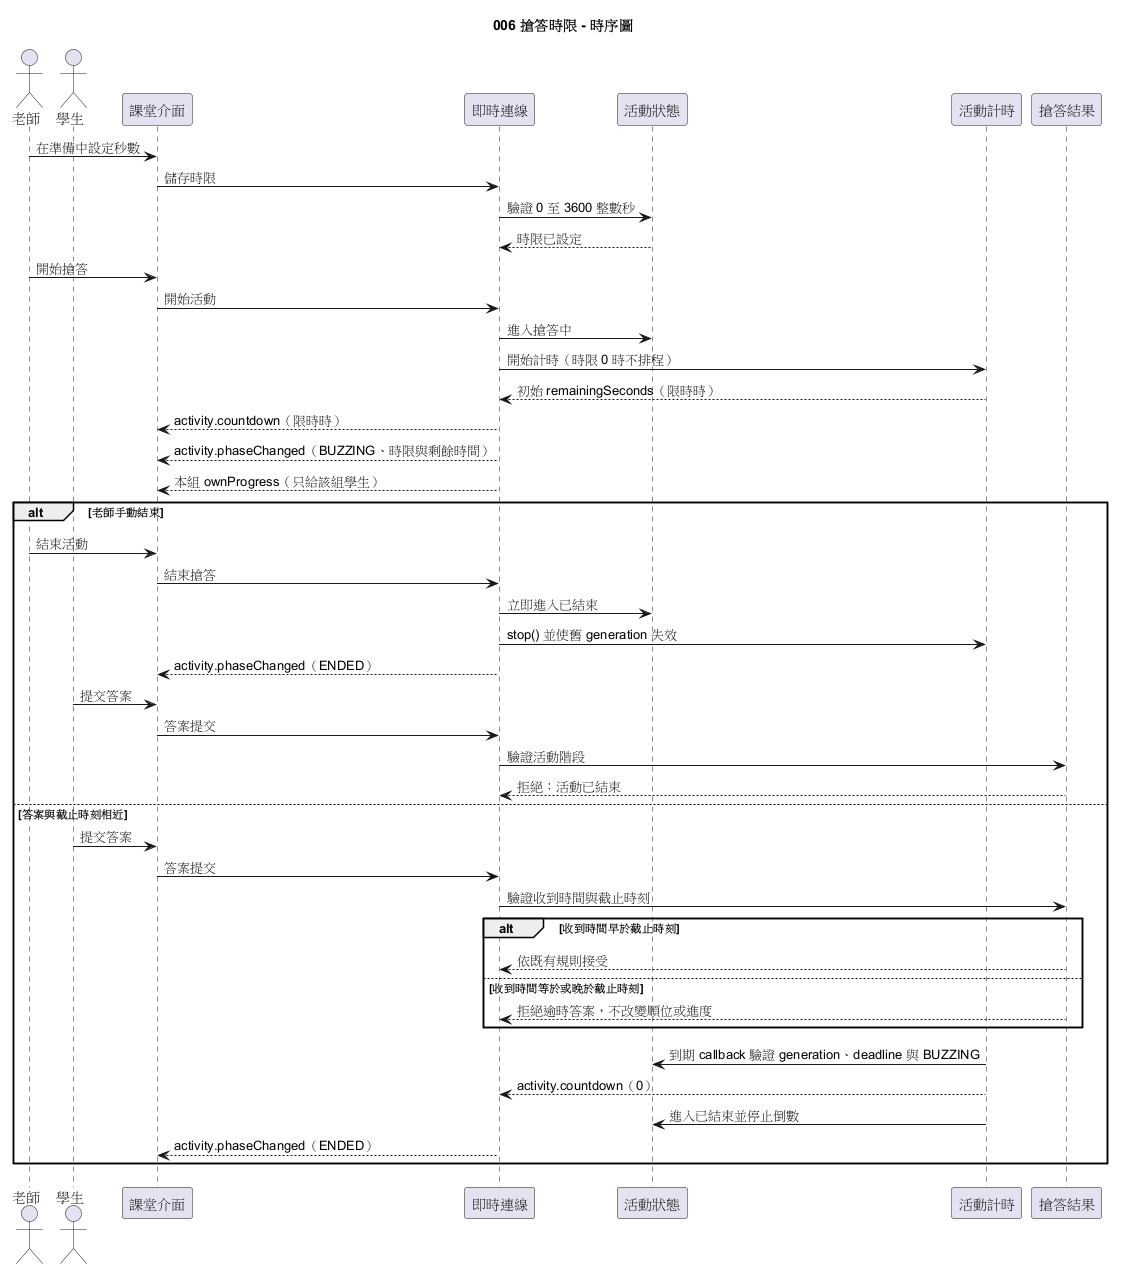 006 搶答時限 - 時序圖
老師
學生
課堂介面
即時連線
活動狀態
活動計時
搶答結果
在準備中設定秒數
儲存時限
驗證 0 至 3600 整數秒
時限已設定
開始搶答
開始活動
進入搶答中
開始計時（時限 0 時不排程）
初始 remainingSeconds（限時時）
activity.countdown（限時時）
activity.phaseChanged（BUZZING、時限與剩餘時間）
本組 ownProgress（只給該組學生）
alt [老師手動結束]
結束活動
結束搶答
立即進入已結束
stop() 並使舊 generation 失效
activity.phaseChanged（ENDED）
提交答案
答案提交
驗證活動階段
拒絕：活動已結束
[答案與截止時刻相近]
提交答案
答案提交
驗證收到時間與截止時刻
alt [收到時間早於截止時刻]
依既有規則接受
[收到時間等於或晚於截止時刻]
拒絕逾時答案，不改變順位或進度
到期 callback 驗證 generation、deadline 與 BUZZING
activity.countdown（0）
進入已結束並停止倒數
activity.phaseChanged（ENDED）
老師
學生
課堂介面
即時連線
活動狀態
活動計時
搶答結果